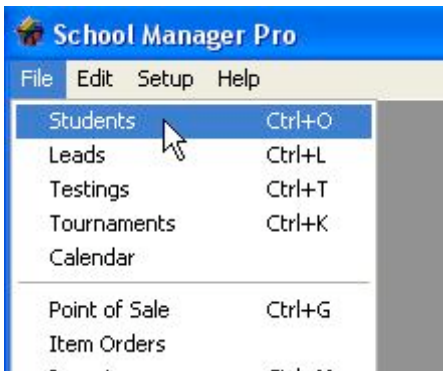 School Manager Pro
File Edit Setup Help
Students Ctrl+O
Leads Ctrl+L
Testings Ctrl+T
Tournaments Ctrl+K
Calendar
Point of Sale Ctrl+G
Item Orders